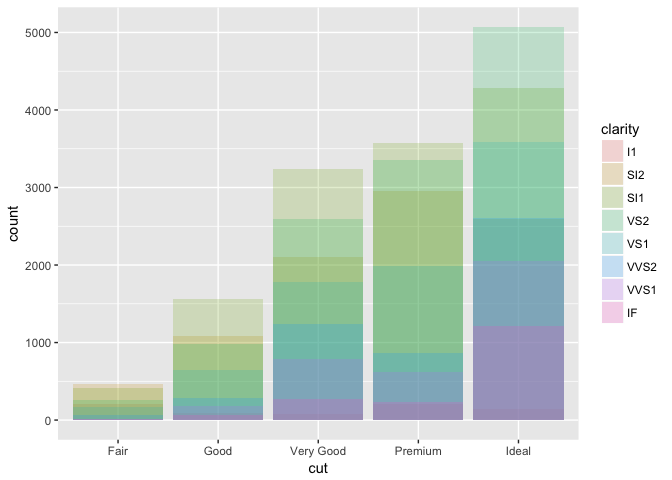 5000
4000
3000
2000
1000
0
count
Fair Good Very Good Premium Ideal
cut
clarity
I1
SI2
SI1
VS2
VS1
VVS2
VVS1
IF